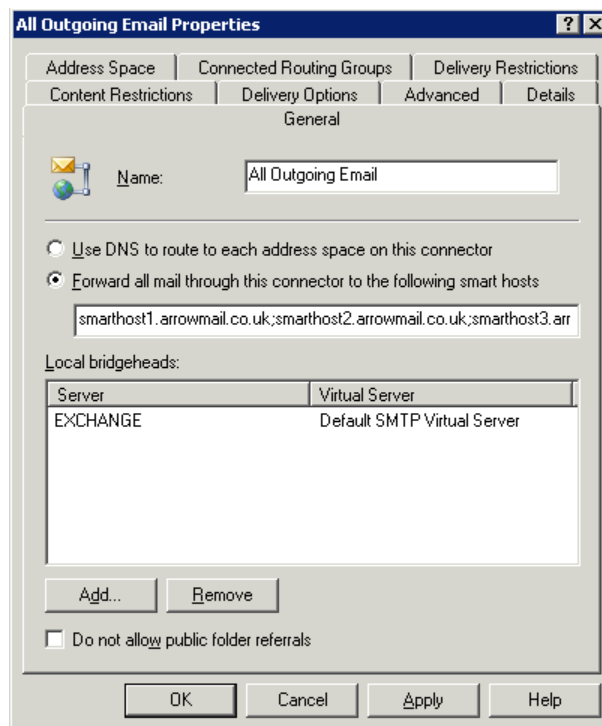 All Outgoing Email Properties
Address Space Connected Routing Groups Delivery Restrictions
Content Restrictions Delivery Options Advanced Details
General
Name: All Outgoing Email
Use DNS to route to each address space on this connector
Forward all mail through this connector to the following smart hosts
smarthost1.arrowmail.co.uk;smarthost2.arrowmail.co.uk;smarthost3.arr
Local bridgeheads:
Server Virtual Server
EXCHANGE Default SMTP Virtual Server
Add... Remove
Do not allow public folder referrals
OK Cancel Apply Help